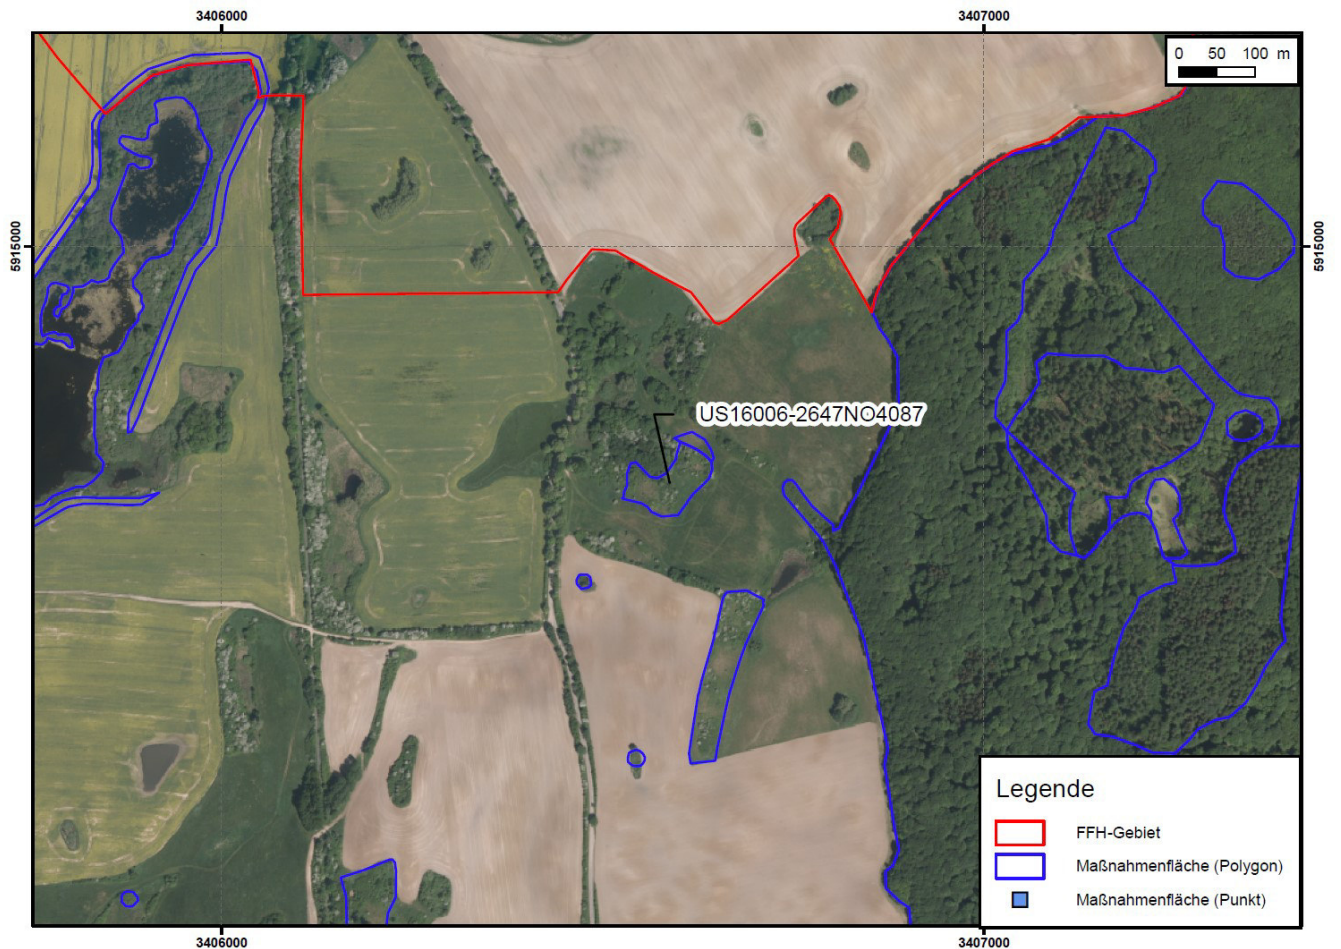 3406000 3407000
0 50 100 m
5915000 5915000
US16006-2647NO4087
Legende
FFH-Gebiet
Maßnahmenfläche (Polygon)
Maßnahmenfläche (Punkt)
3406000 3407000